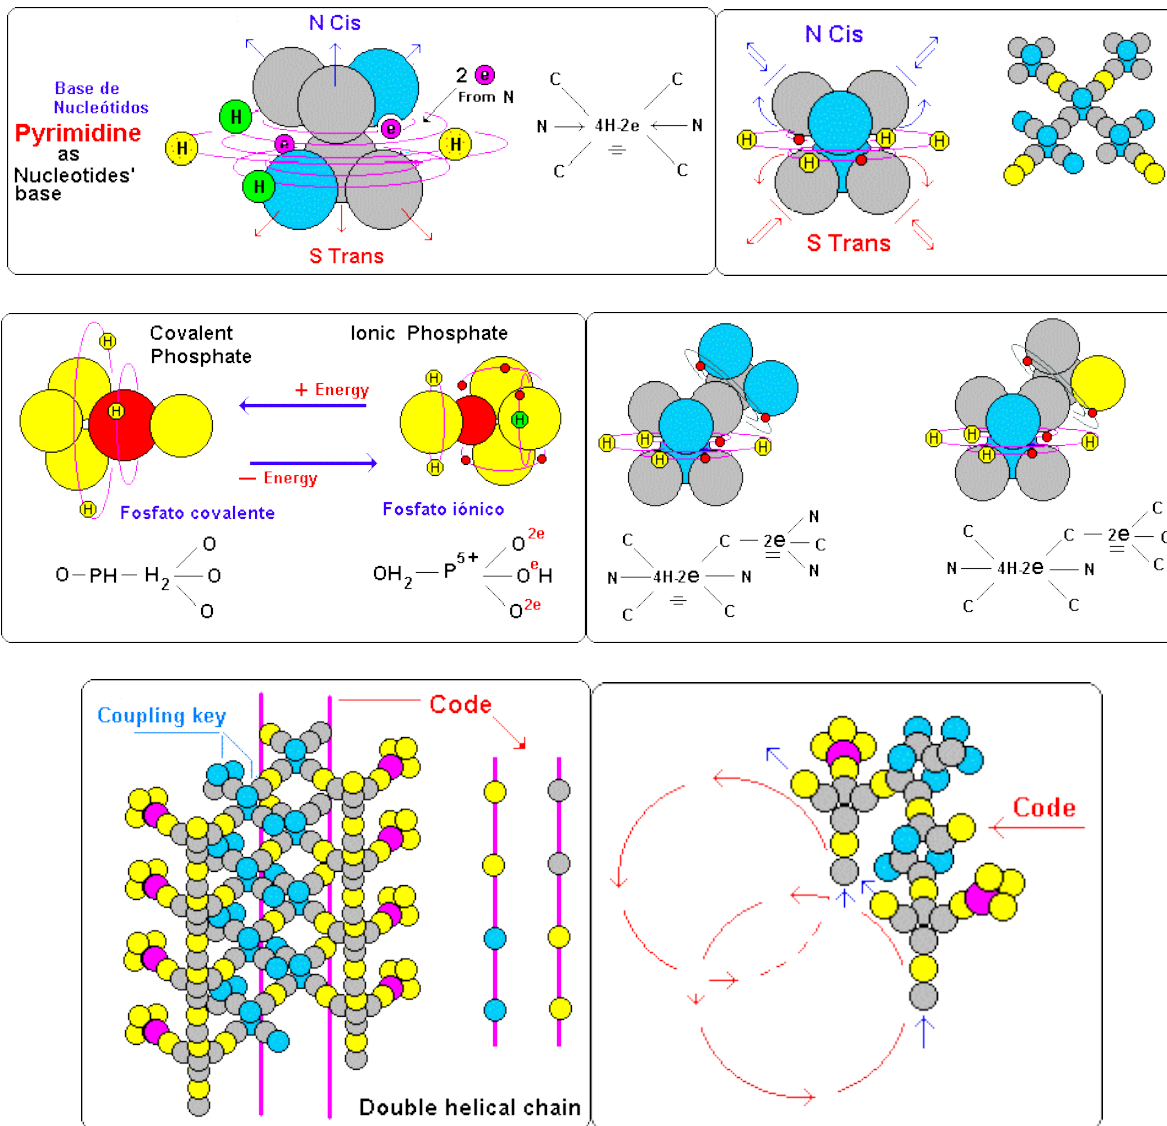 N Cis
Base de
Nucleótidos
Pyrimidine
as
Nucleotides'
base
2 e
From N
H
H
H
H
e
e
C
C
N
4H-2e
N
C
C
S Trans
N Cis
H
H
H
H
S Trans
Covalent
Phosphate
Ionic Phosphate
+ Energy
− Energy
H
H
H
H
H
H
Fosfato covalente
Fosfato iónico
O
O PH H2 O
O
O2e
OH2 P5+ OeH
O2e
H
H
H
H
H
H
H
H
N
C
C 2e C
N
N 4H-2e N
C
C
C
C
C 2e C
C
N 4H-2e N
C
C
Code
Coupling key
Double helical chain
Code